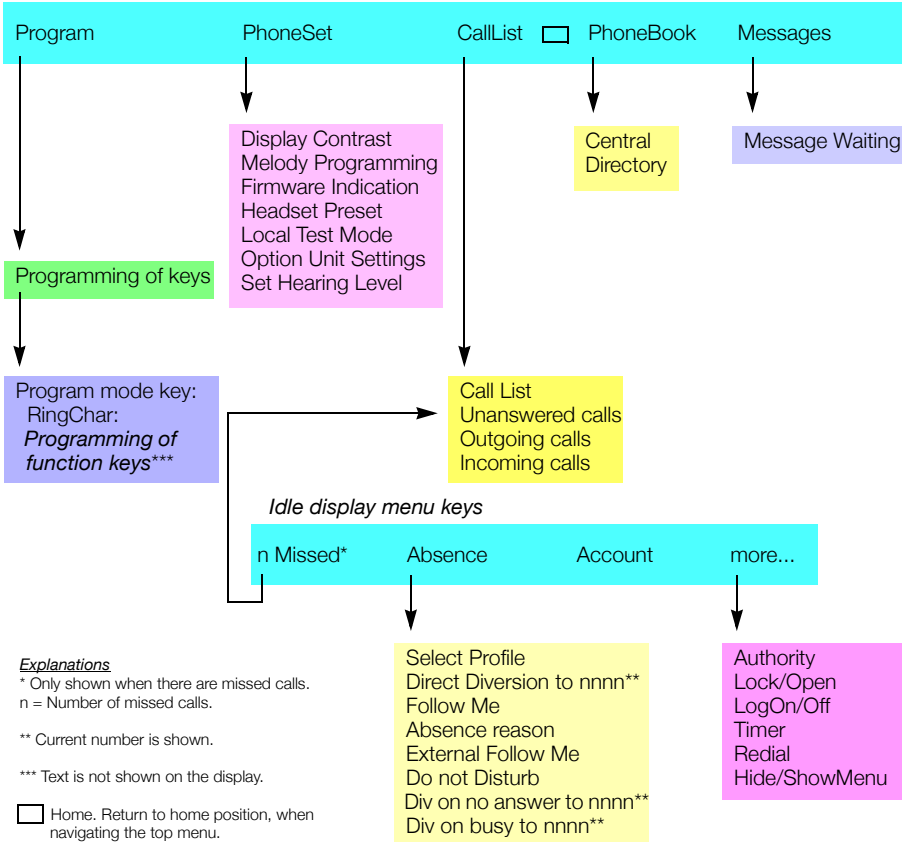 Program PhoneSet CallList PhoneBook Messages
Display Contrast
Melody Programming
Firmware Indication
Headset Preset
Local Test Mode
Option Unit Settings
Set Hearing Level
Central
Directory
Message Waiting
Programming of keys
Program mode key:
RingChar:
Programming of
function keys***
Call List
Unanswered calls
Outgoing calls
Incoming calls
Idle display menu keys
n Missed* Absence Account more...
Select Profile
Direct Diversion to nnnn**
Follow Me
Absence reason
External Follow Me
Do not Disturb
Div on no answer to nnnn**
Div on busy to nnnn**
Authority
Lock/Open
LogOn/Off
Timer
Redial
Hide/ShowMenu
Explanations
* Only shown when there are missed calls.
n = Number of missed calls.
** Current number is shown.
*** Text is not shown on the display.
Home. Return to home position, when
navigating the top menu.